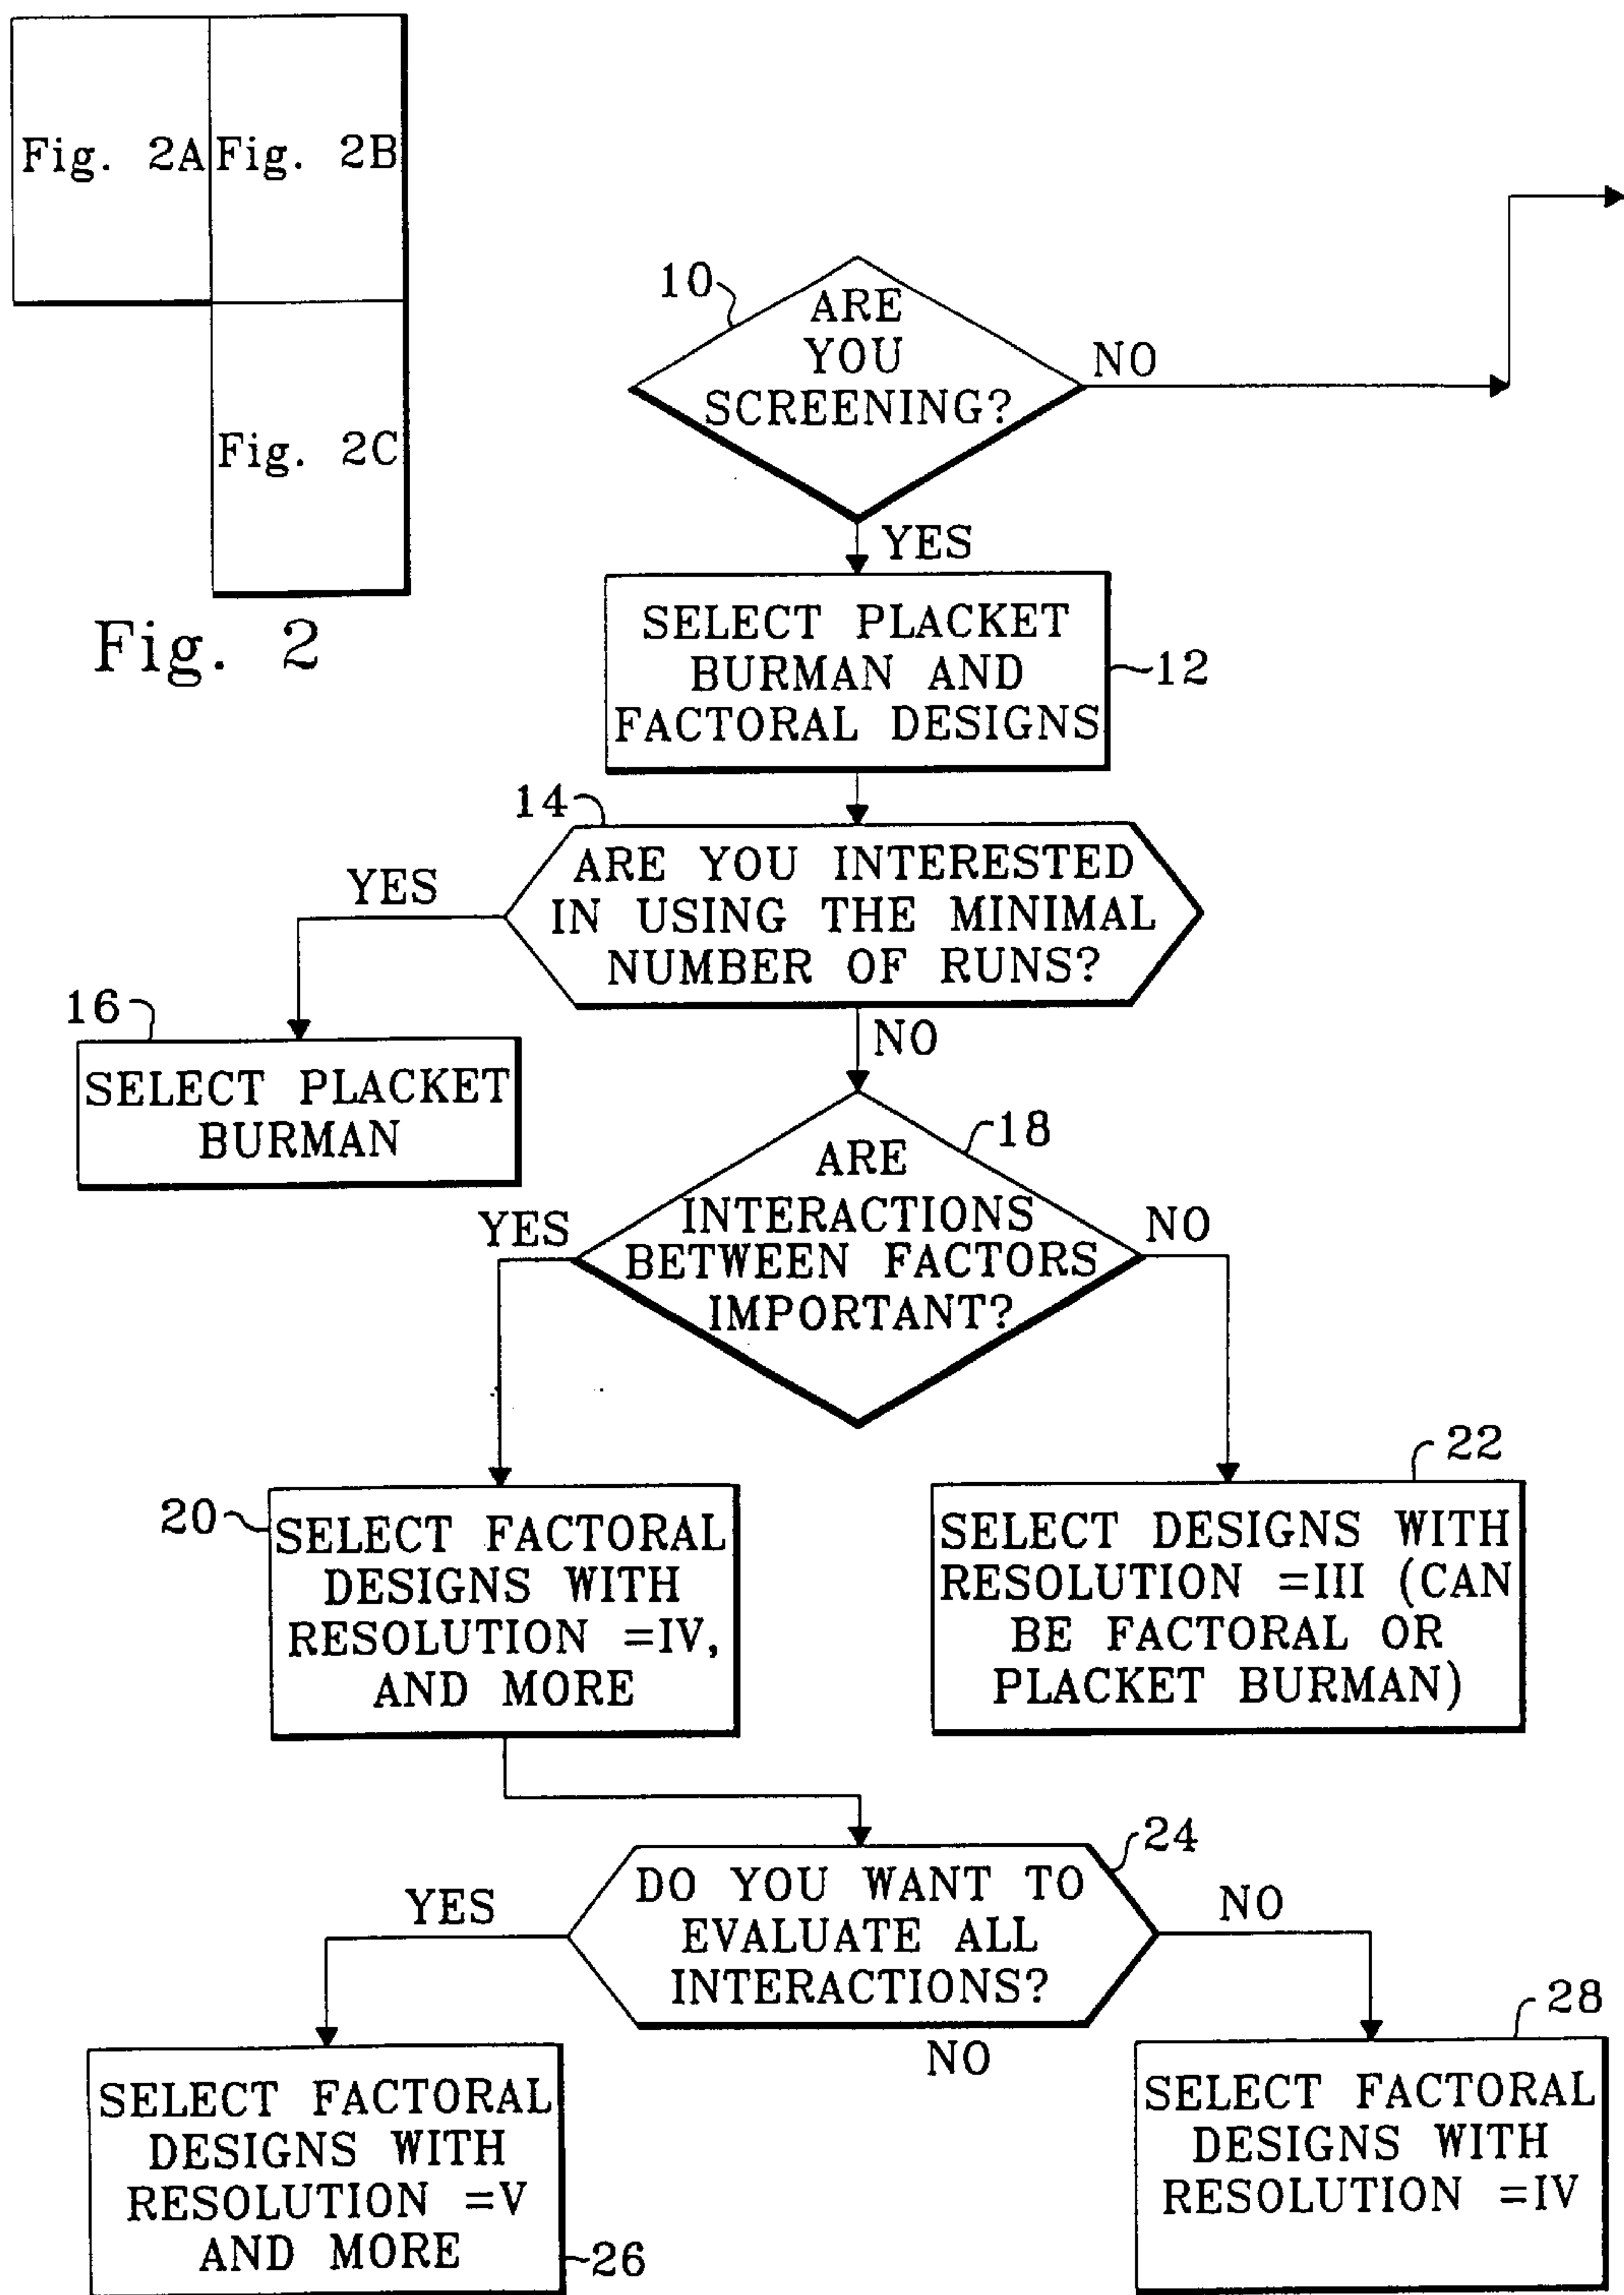 Fig. 2A
Fig. 2B
Fig. 2C
Fig. 2
10
ARE
YOU
SCREENING?
NO
YES
SELECT PLACKET
BURMAN AND
FACTORAL DESIGNS
12
14
ARE YOU INTERESTED
IN USING THE MINIMAL
NUMBER OF RUNS?
YES
NO
16
SELECT PLACKET
BURMAN
18
ARE
INTERACTIONS
BETWEEN FACTORS
IMPORTANT?
YES
NO
20
SELECT FACTORAL
DESIGNS WITH
RESOLUTION =IV,
AND MORE
22
SELECT DESIGNS WITH
RESOLUTION =III (CAN
BE FACTORAL OR
PLACKET BURMAN)
24
DO YOU WANT TO
EVALUATE ALL
INTERACTIONS?
YES
NO
NO
SELECT FACTORAL
DESIGNS WITH
RESOLUTION =V
AND MORE
26
28
SELECT FACTORAL
DESIGNS WITH
RESOLUTION =IV